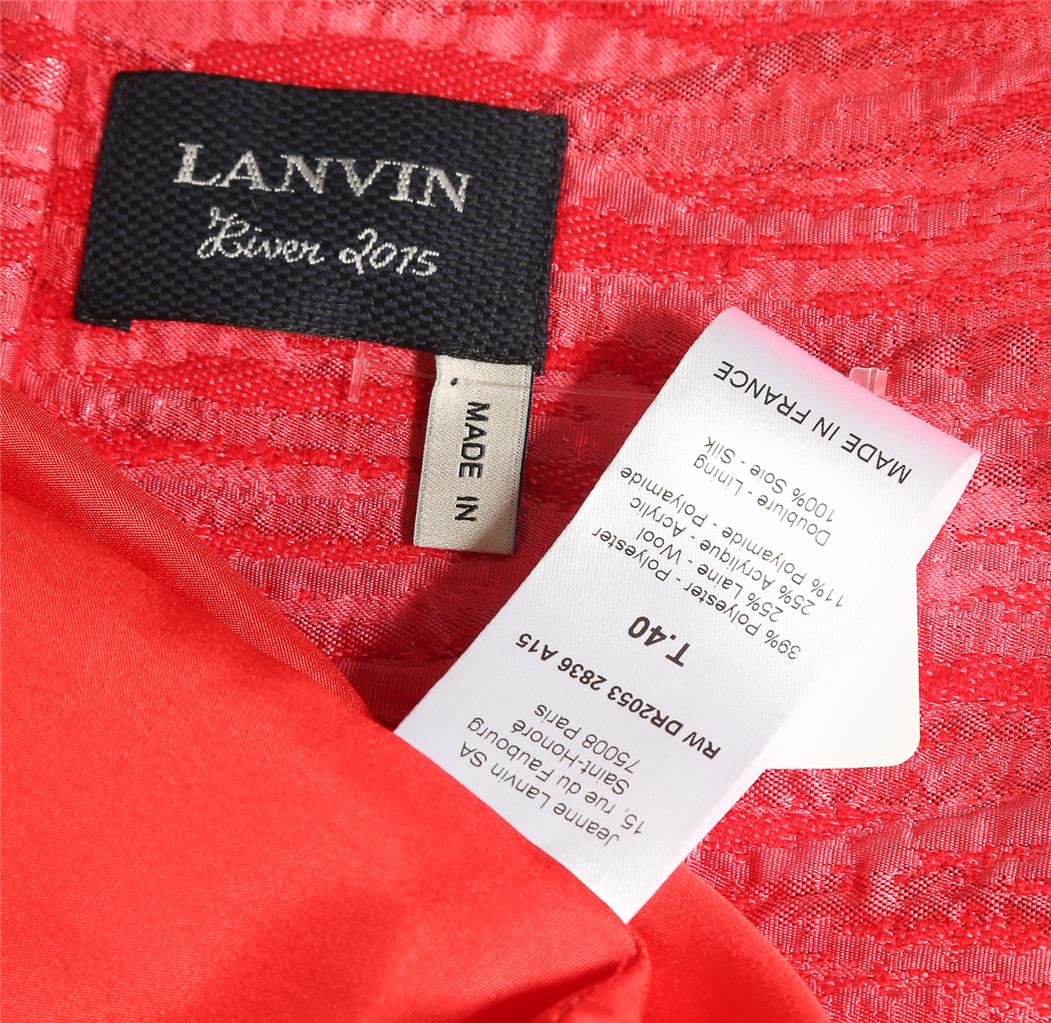 LANVIN
Hiver 2015
MADE IN
MADE IN FRANCE
Jeanne Lanvin SA
15, rue du Faubourg
Saint-Honoré
75008 Paris
RW DR2053 2836 A15
T.40
39% Polyester - Polyester
25% Laine - Wool
25% Acrylique - Acrylic
11% Polyamide - Polyamide
Doublure - Lining
100% Soie - Silk